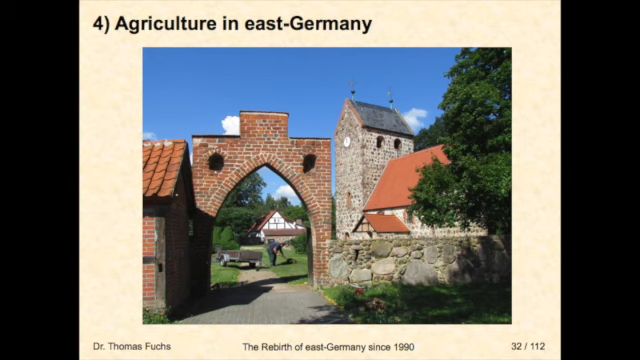 4) Agriculture in east-Germany
Dr. Thomas Fuchs
The Rebirth of east-Germany since 1990
32 / 112